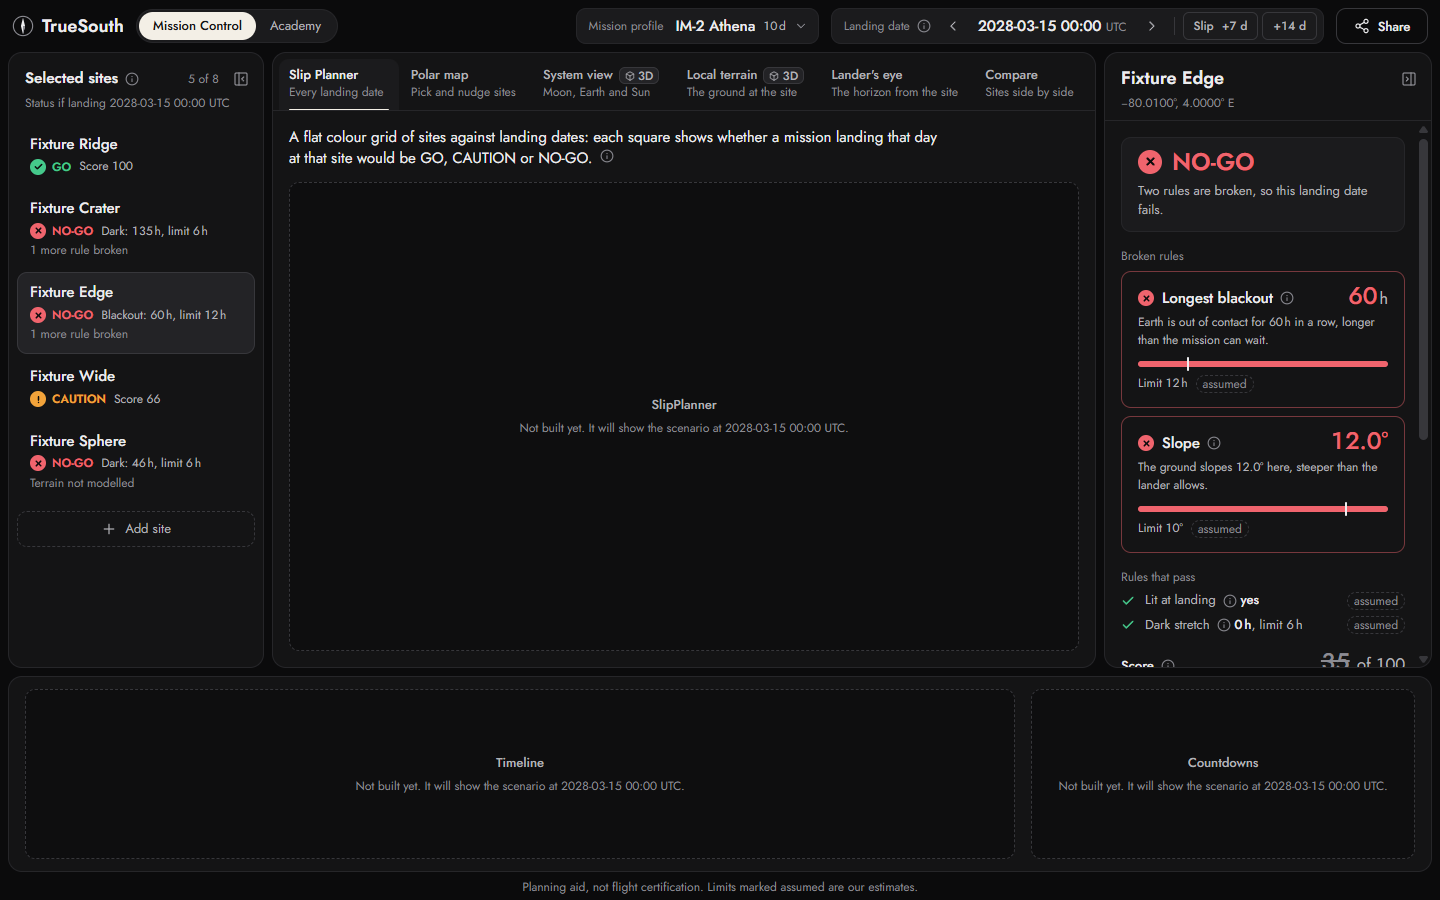 TrueSouth
Mission Control
Academy
Mission profile IM-2 Athena 10 d
Landing date 2028-03-15 00:00 UTC
Slip +7 d
+14 d
Share
Selected sites 5 of 8
Status if landing 2028-03-15 00:00 UTC
Fixture Ridge
GO Score 100
Fixture Crater
NO-GO Dark: 135 h, limit 6 h
1 more rule broken
Fixture Edge
NO-GO Blackout: 60 h, limit 12 h
1 more rule broken
Fixture Wide
CAUTION Score 66
Fixture Sphere
NO-GO Dark: 46 h, limit 6 h
Terrain not modelled
Add site
Slip Planner
Every landing date
Polar map
Pick and nudge sites
System view 3D
Moon, Earth and Sun
Local terrain 3D
The ground at the site
Lander's eye
The horizon from the site
Compare
Sites side by side
A flat colour grid of sites against landing dates: each square shows whether a mission landing that day
at that site would be GO, CAUTION or NO-GO.
SlipPlanner
Not built yet. It will show the scenario at 2028-03-15 00:00 UTC.
Fixture Edge
−80.0100°, 4.0000° E
NO-GO
Two rules are broken, so this landing date
fails.
Broken rules
Longest blackout 60 h
Earth is out of contact for 60 h in a row, longer
than the mission can wait.
Limit 12 h assumed
Slope 12.0°
The ground slopes 12.0° here, steeper than the
lander allows.
Limit 10° assumed
Rules that pass
Lit at landing yes assumed
Dark stretch 0 h, limit 6 h assumed
Score 35 of 100
Timeline
Not built yet. It will show the scenario at 2028-03-15 00:00 UTC.
Countdowns
Not built yet. It will show the scenario at 2028-03-15 00:00 UTC.
Planning aid, not flight certification. Limits marked assumed are our estimates.